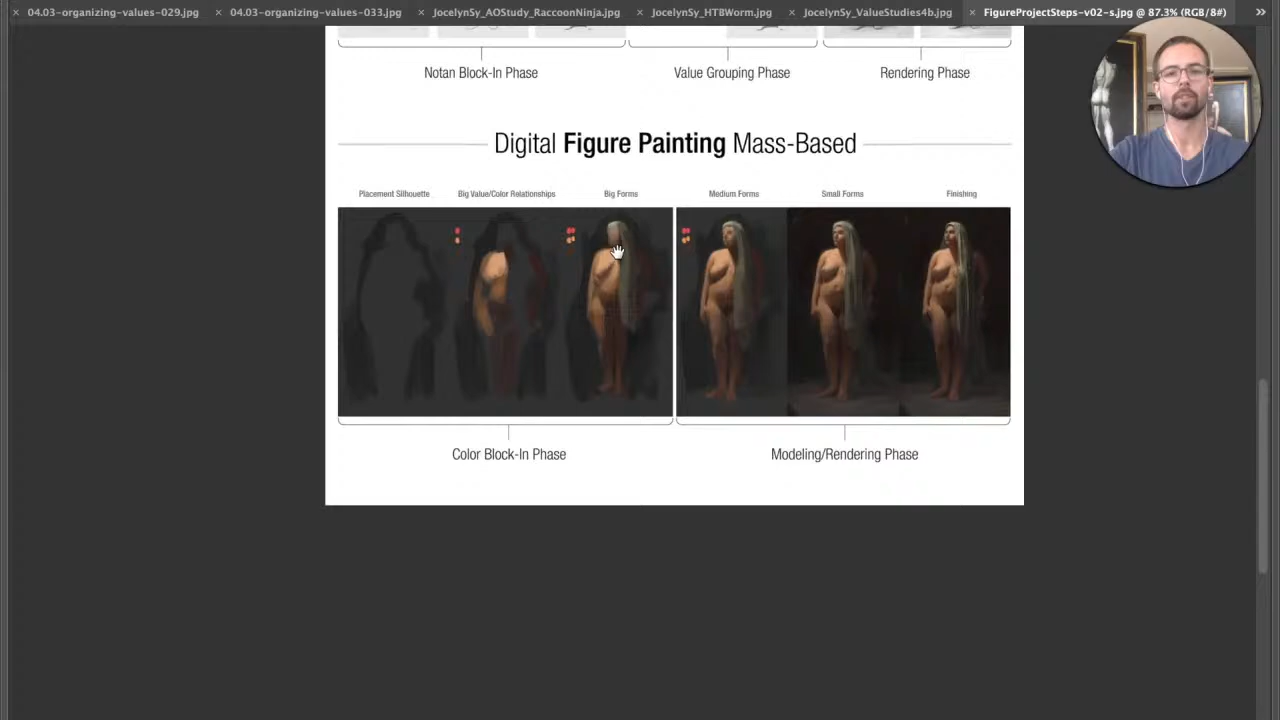 04.03-organizing-values-029.jpg
04.03-organizing-values-033.jpg
JocelynSy_AOStudy_RaccoonNinja.jpg
JocelynSy_HTBWorm.jpg
JocelynSy_ValueStudies4b.jpg
FigureProjectSteps-v02-s.jpg @ 87.3% (RGB/8#)
Notan Block-In Phase
Value Grouping Phase
Rendering Phase
Digital Figure Painting Mass-Based
Placement Silhouette
Big Value/Color Relationships
Big Forms
Medium Forms
Small Forms
Finishing
Color Block-In Phase
Modeling/Rendering Phase